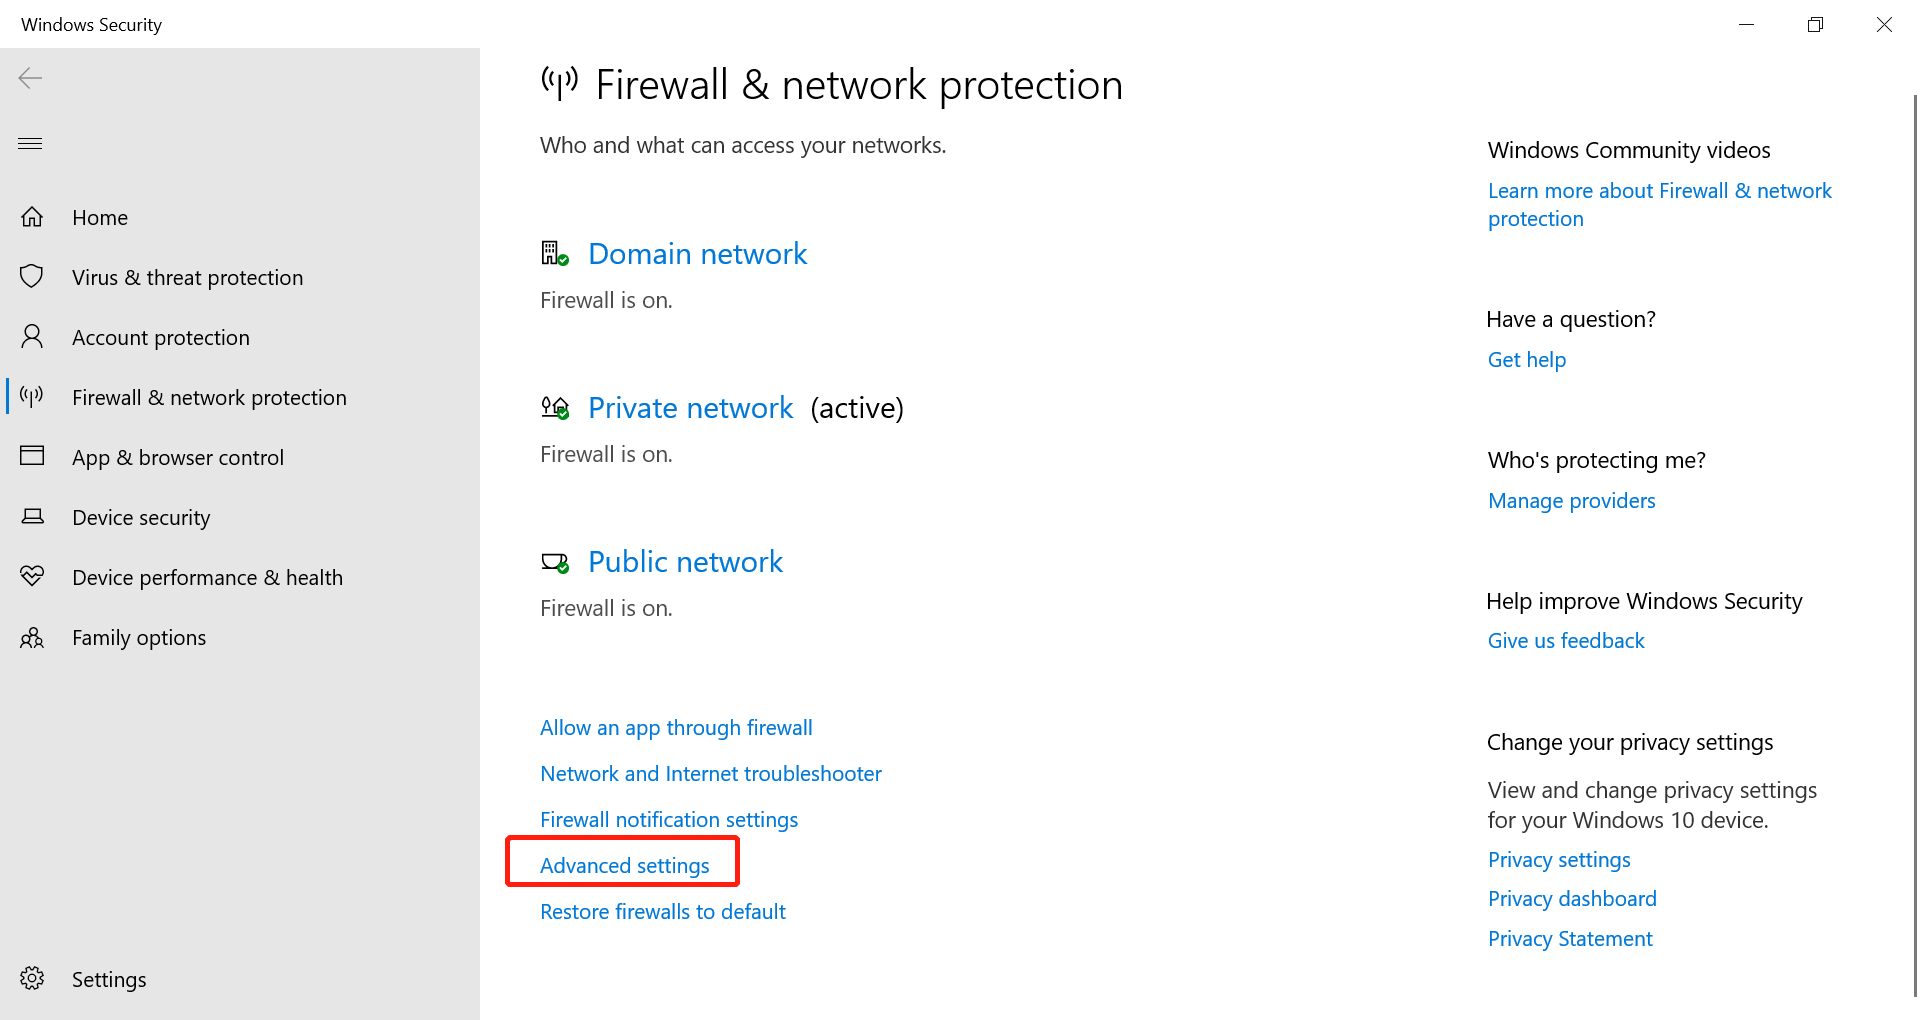 Windows Security
Home
Virus & threat protection
Account protection
Firewall & network protection
App & browser control
Device security
Device performance & health
Family options
Settings
Firewall & network protection
Who and what can access your networks.
Domain network
Firewall is on.
Private network (active)
Firewall is on.
Public network
Firewall is on.
Allow an app through firewall
Network and Internet troubleshooter
Firewall notification settings
Advanced settings
Restore firewalls to default
Windows Community videos
Learn more about Firewall & network
protection
Have a question?
Get help
Who's protecting me?
Manage providers
Help improve Windows Security
Give us feedback
Change your privacy settings
View and change privacy settings
for your Windows 10 device.
Privacy settings
Privacy dashboard
Privacy Statement